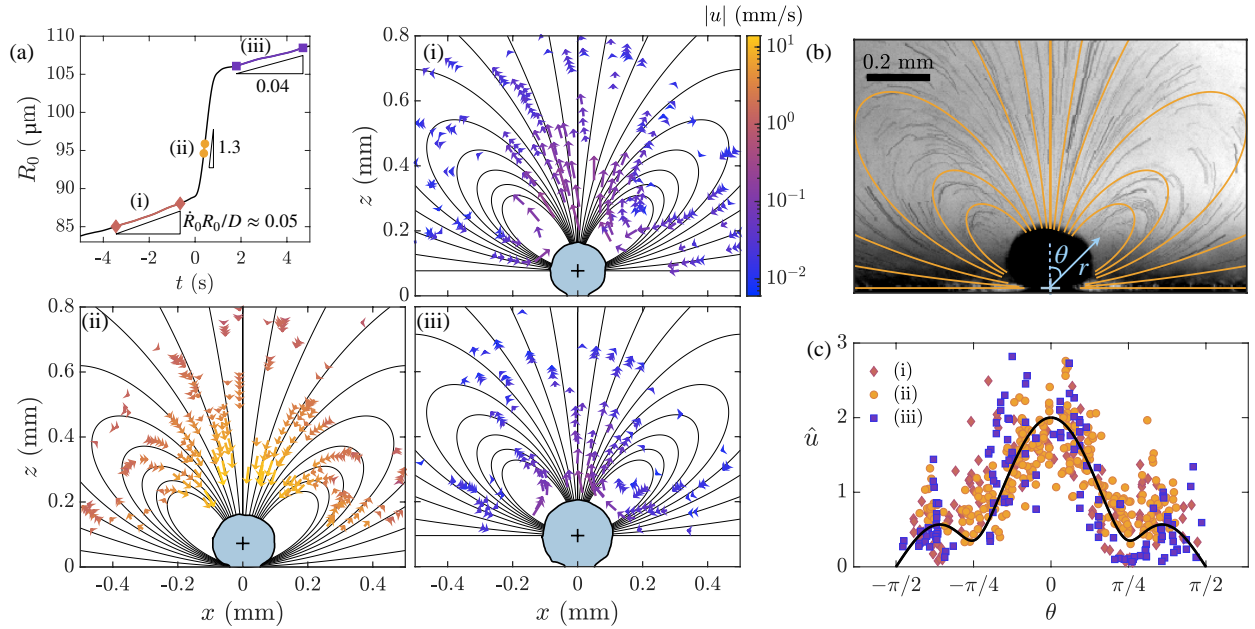 (a)
110
105
100
95
90
85
R₀ (μm)
(iii)
0.04
(ii)
1.3
(i)
Ṙ₀R₀/D ≈ 0.05
-4 -2 0 2 4
t (s)
(i)
0.8
0.6
0.4
0.2
0
z (mm)
|u| (mm/s)
10¹
10⁰
10⁻¹
10⁻²
(b)
0.2 mm
θ
r
(ii)
0.8
0.6
0.4
0.2
0
z (mm)
-0.4 -0.2 0 0.2 0.4
x (mm)
(iii)
-0.4 -0.2 0 0.2 0.4
x (mm)
(c)
3
2
1
0
û
(i)
(ii)
(iii)
−π/2 −π/4 0 π/4 π/2
θ